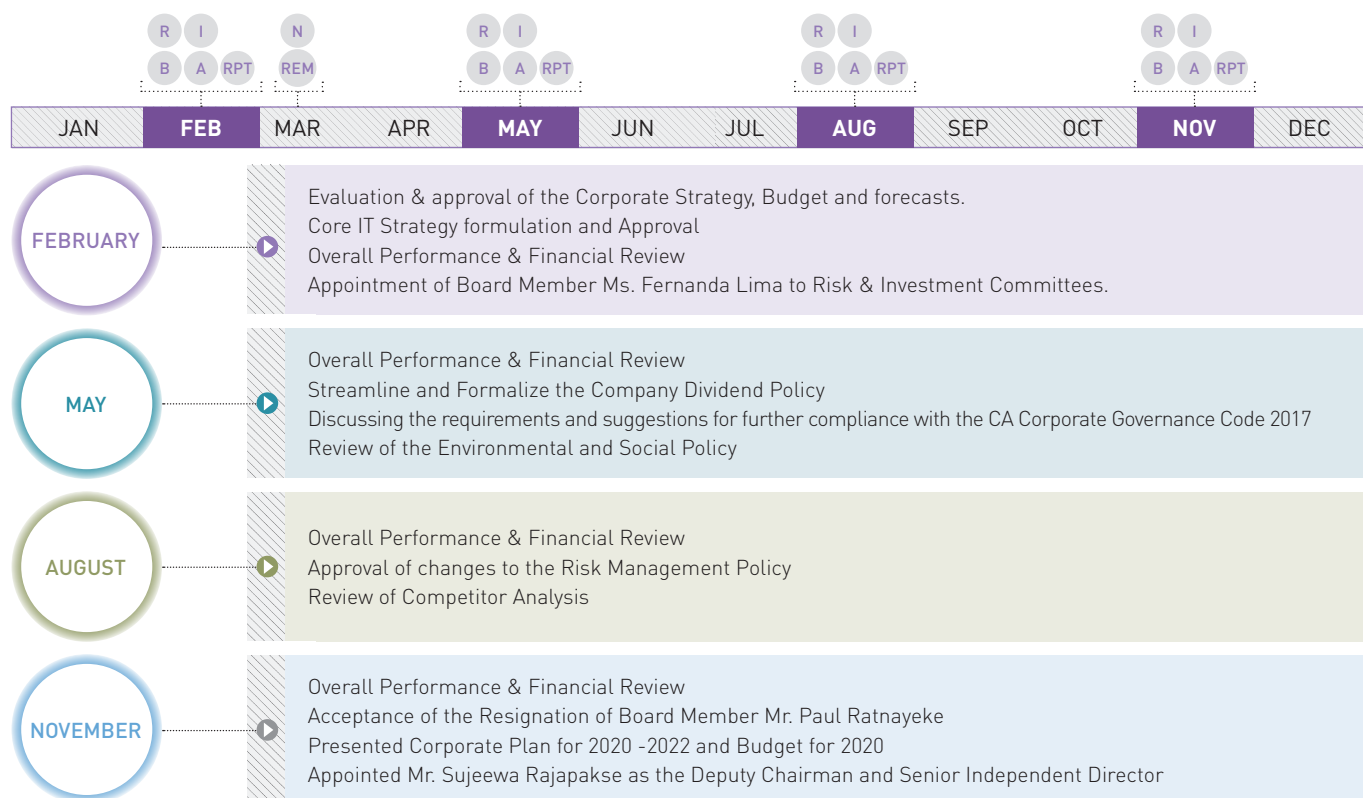 R I N R I R I R I
B A RPT REM B A RPT B A RPT B A RPT
JAN FEB MAR APR MAY JUN JUL AUG SEP OCT NOV DEC
FEBRUARY
Evaluation & approval of the Corporate Strategy, Budget and forecasts.
Core IT Strategy formulation and Approval
Overall Performance & Financial Review
Appointment of Board Member Ms. Fernanda Lima to Risk & Investment Committees.
MAY
Overall Performance & Financial Review
Streamline and Formalize the Company Dividend Policy
Discussing the requirements and suggestions for further compliance with the CA Corporate Governance Code 2017
Review of the Environmental and Social Policy
AUGUST
Overall Performance & Financial Review
Approval of changes to the Risk Management Policy
Review of Competitor Analysis
NOVEMBER
Overall Performance & Financial Review
Acceptance of the Resignation of Board Member Mr. Paul Ratnayeke
Presented Corporate Plan for 2020 -2022 and Budget for 2020
Appointed Mr. Sujeewa Rajapakse as the Deputy Chairman and Senior Independent Director